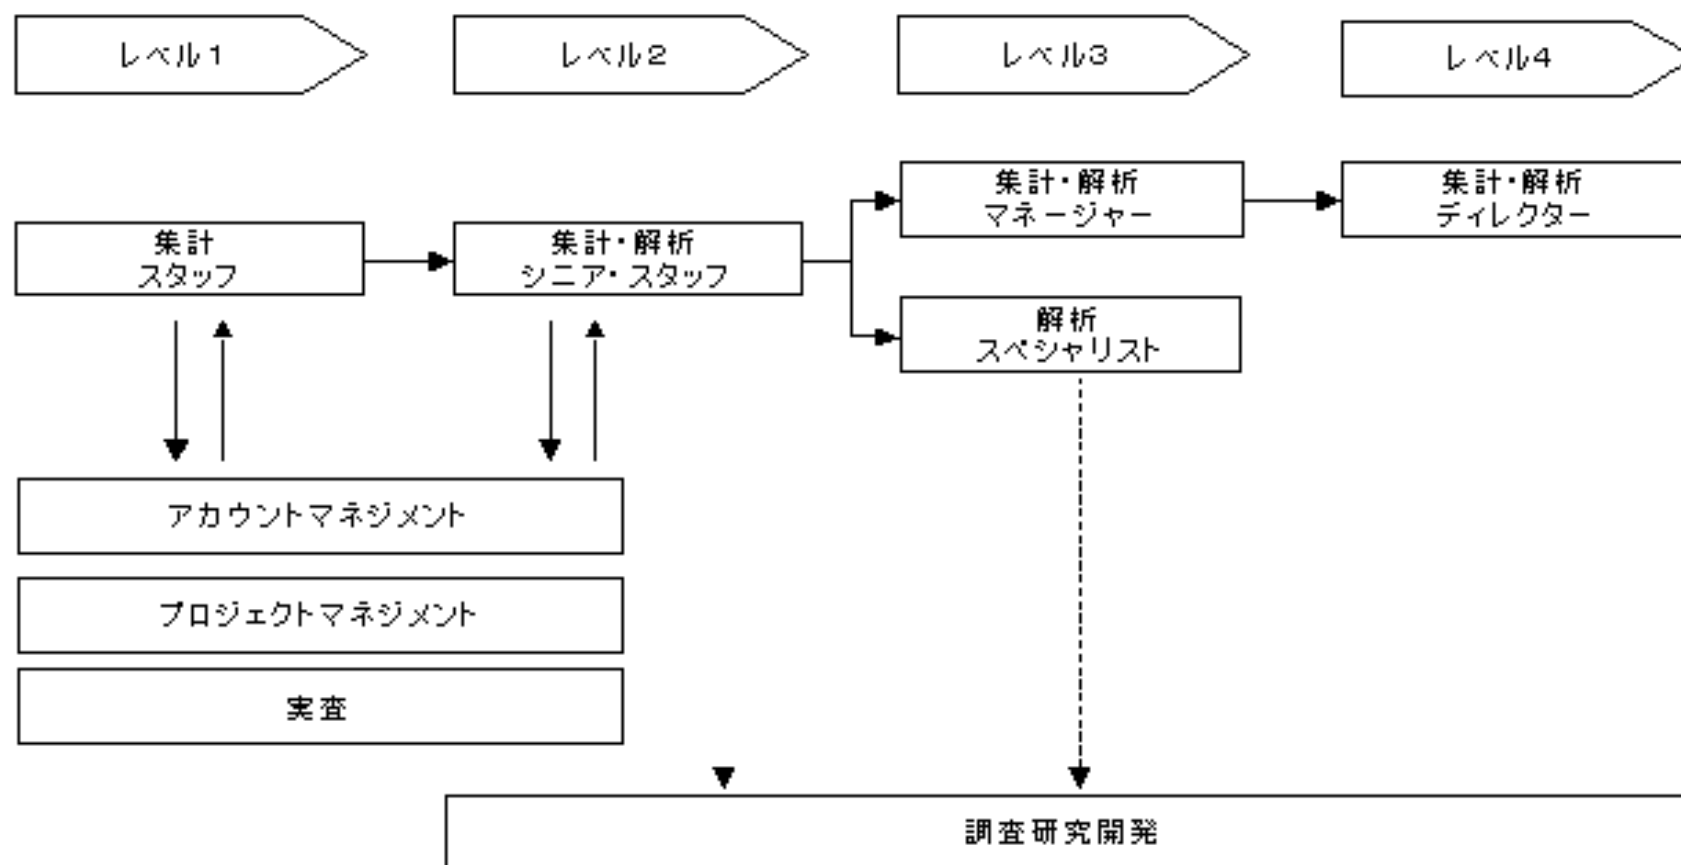 レベル1
レベル2
レベル3
レベル4
集計
スタッフ
集計・解析
シニア・スタッフ
集計・解析
マネージャー
集計・解析
ディレクター
解析
スペシャリスト
アカウントマネジメント
プロジェクトマネジメント
実査
調査研究開発